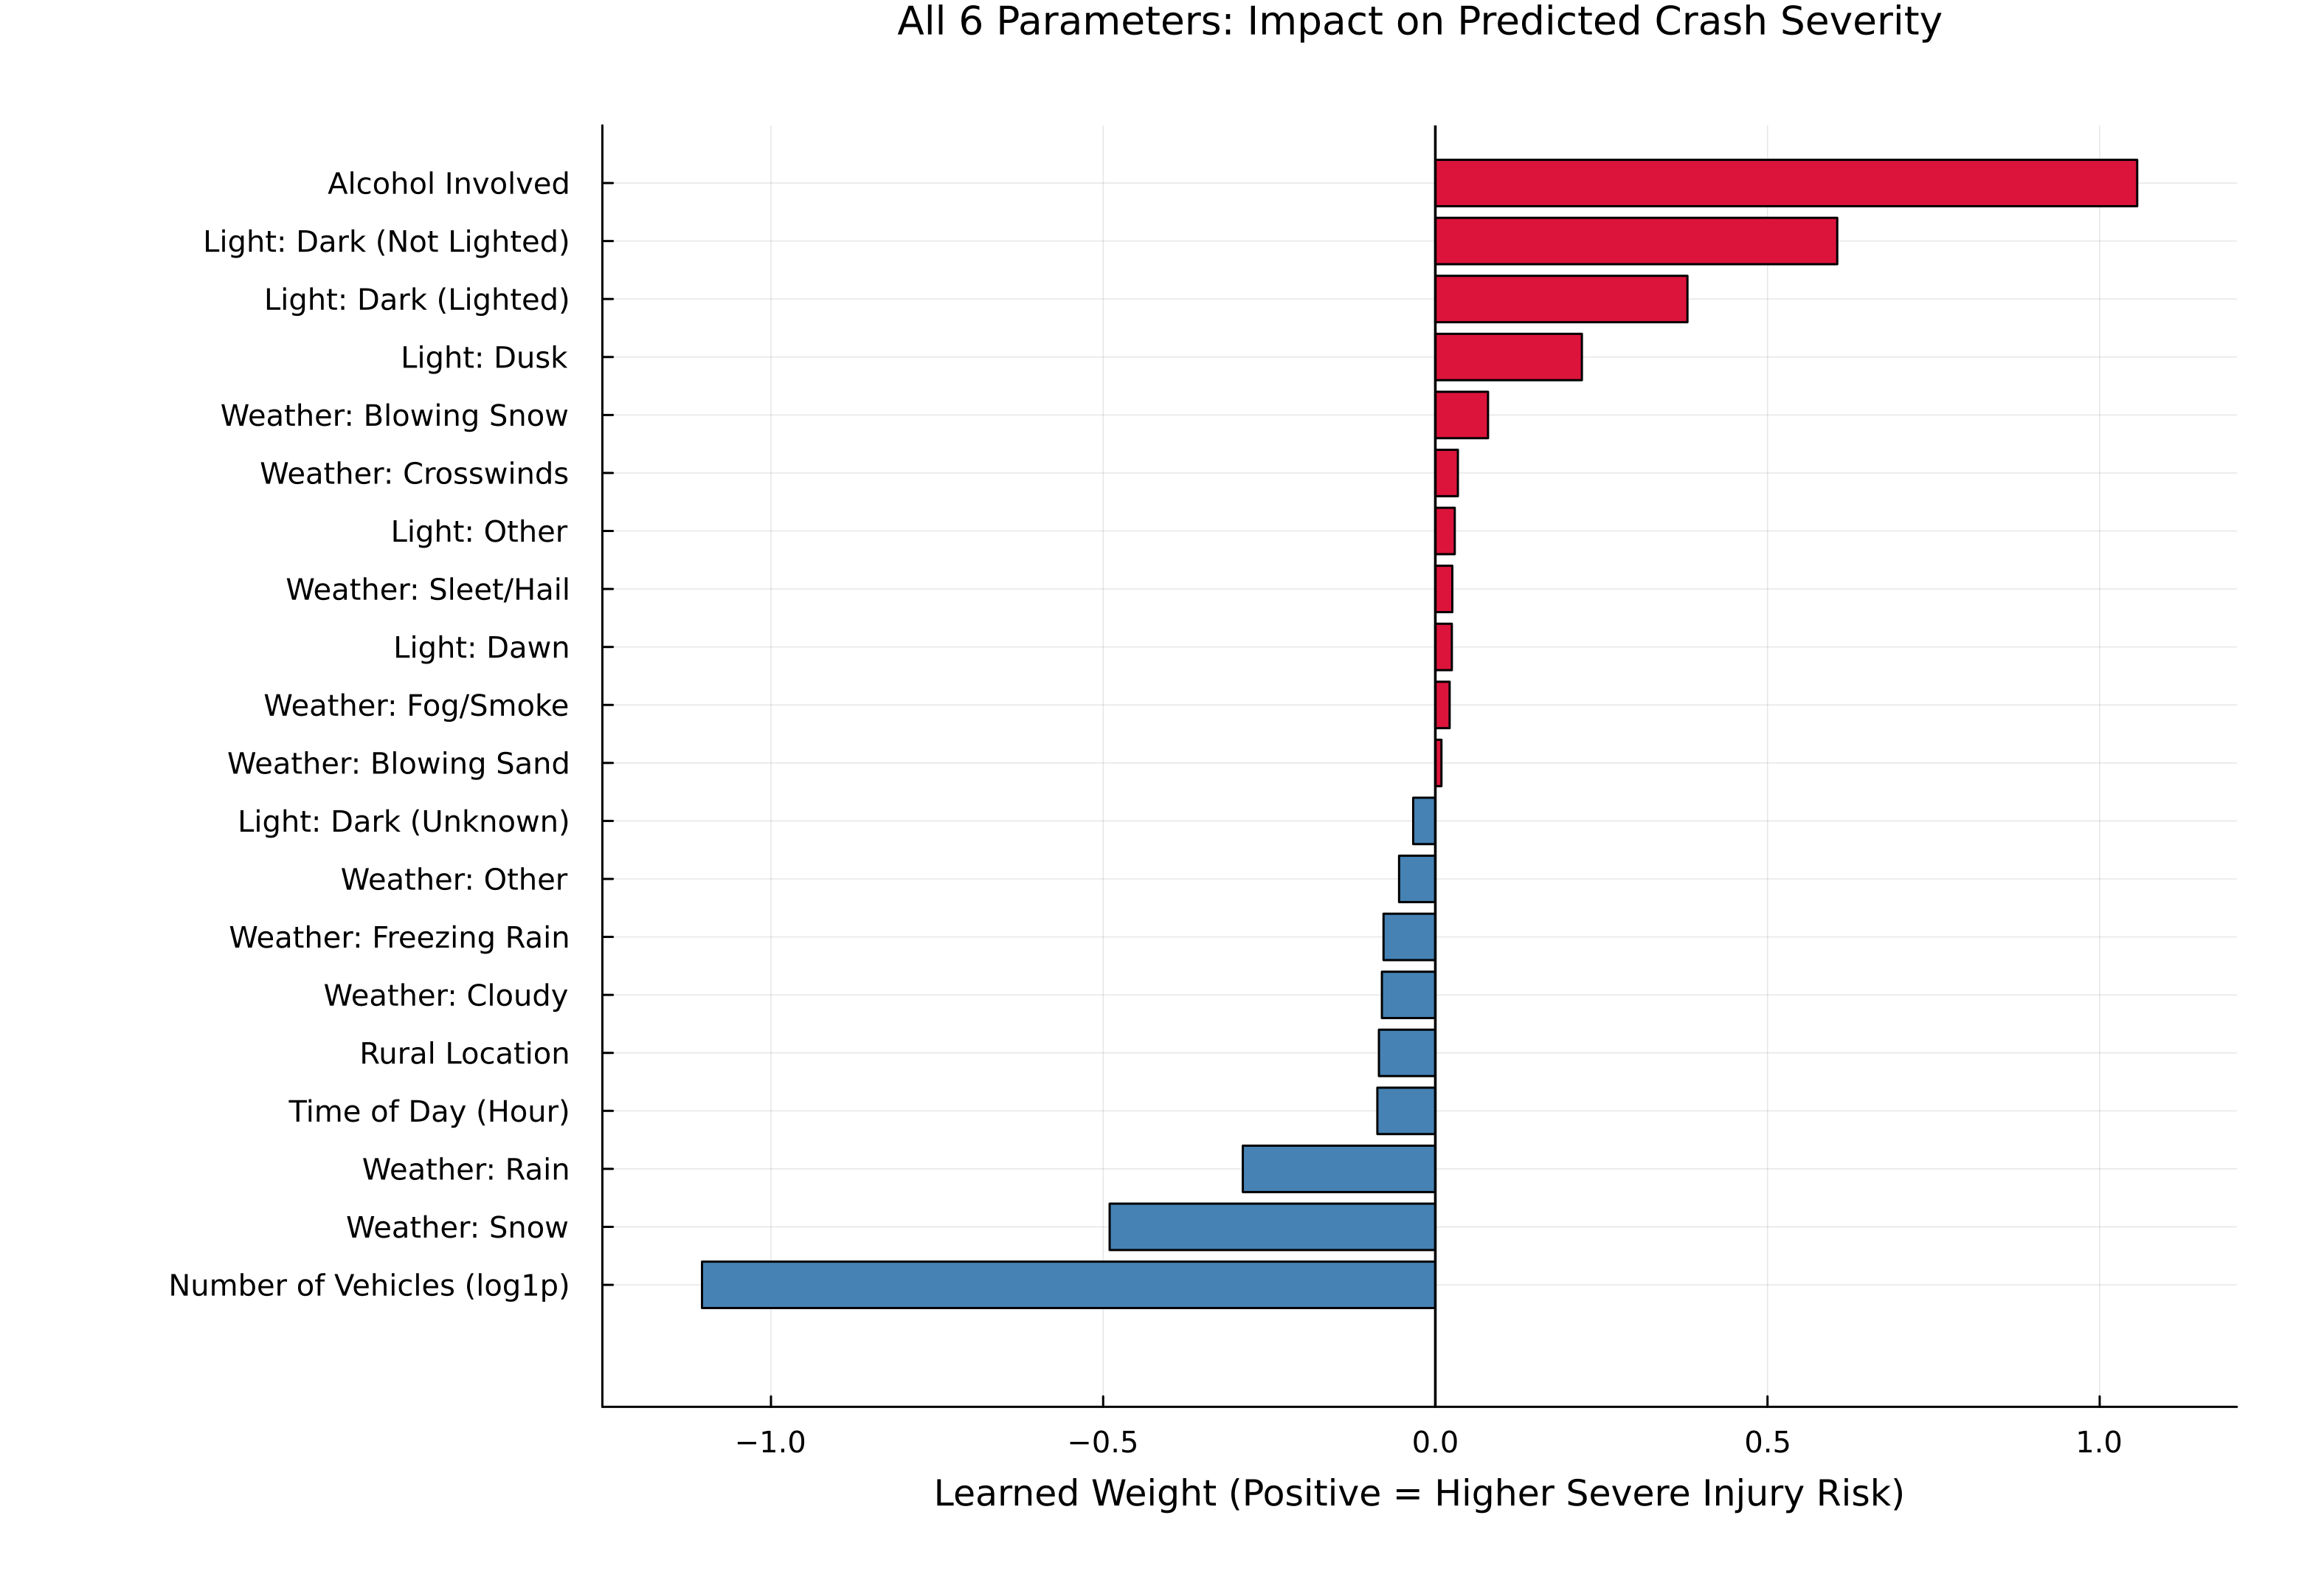 All 6 Parameters: Impact on Predicted Crash Severity
Alcohol Involved
Light: Dark (Not Lighted)
Light: Dark (Lighted)
Light: Dusk
Weather: Blowing Snow
Weather: Crosswinds
Light: Other
Weather: Sleet/Hail
Light: Dawn
Weather: Fog/Smoke
Weather: Blowing Sand
Light: Dark (Unknown)
Weather: Other
Weather: Freezing Rain
Weather: Cloudy
Rural Location
Time of Day (Hour)
Weather: Rain
Weather: Snow
Number of Vehicles (log1p)
−1.0 −0.5 0.0 0.5 1.0
Learned Weight (Positive = Higher Severe Injury Risk)